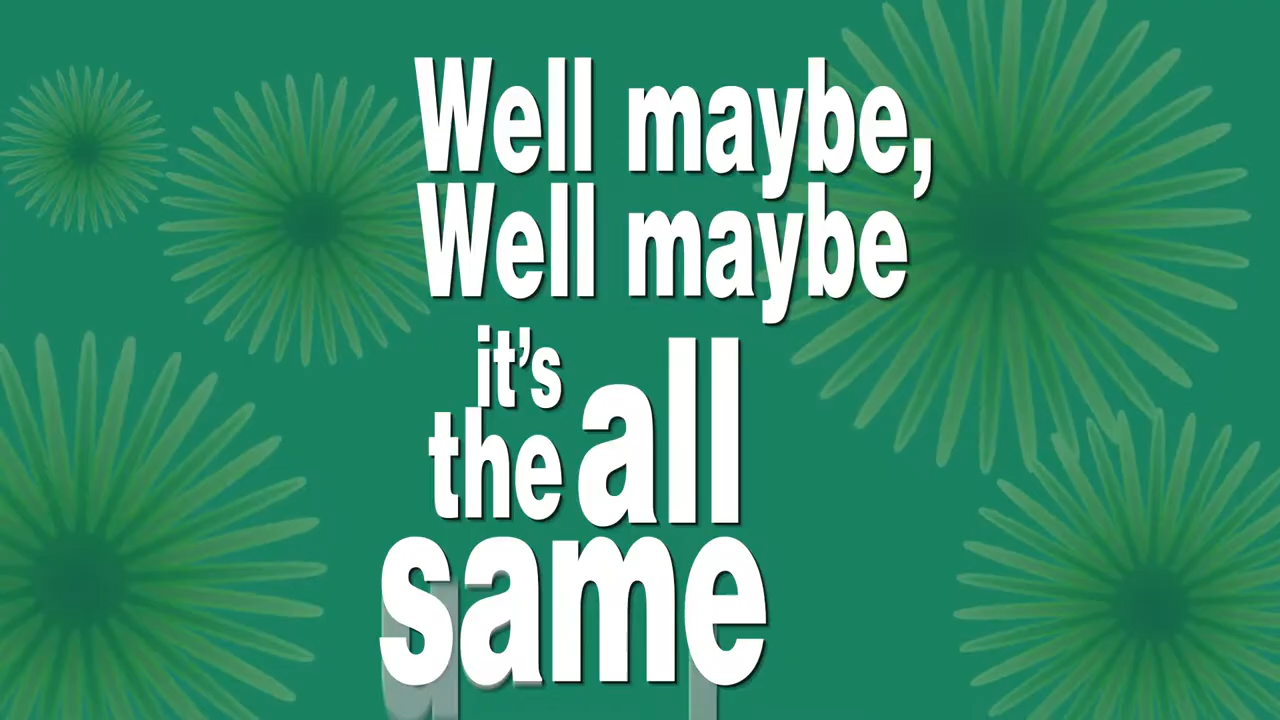 Well maybe,
Well maybe
it’s
the all
same